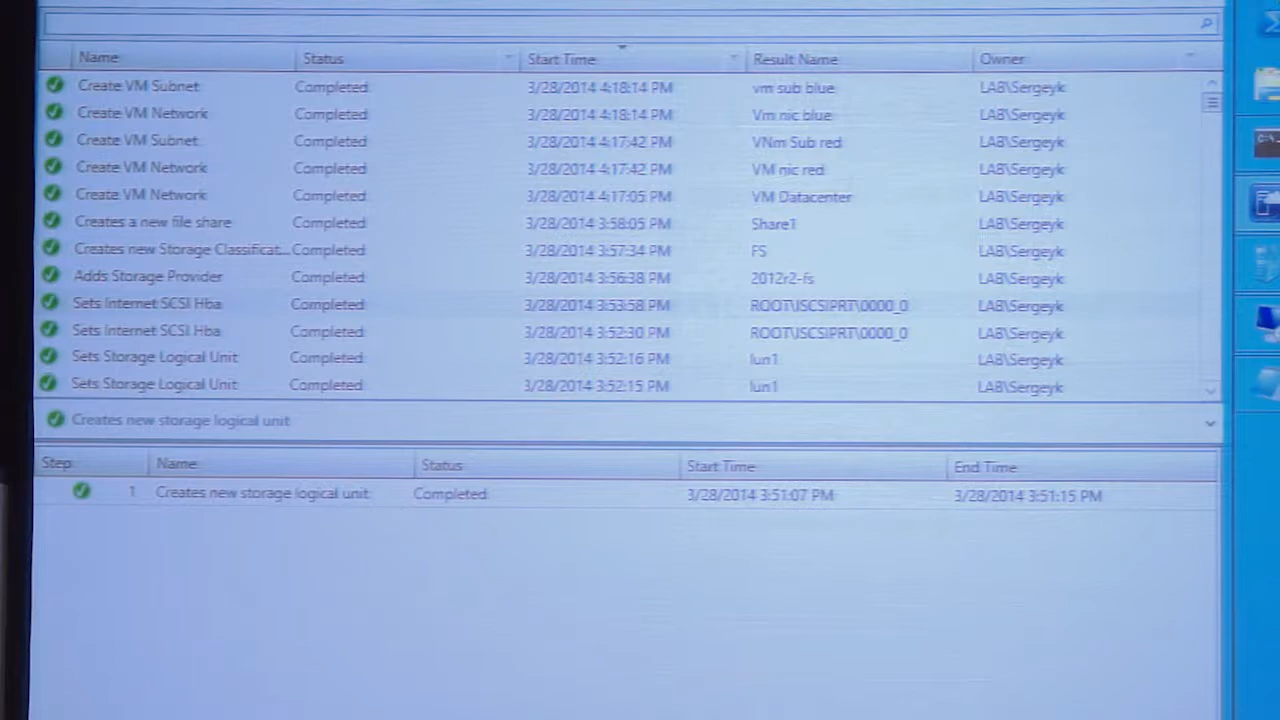 Name Status Start Time Result Name Owner
Create VM Subnet Completed 3/28/2014 4:18:14 PM vm sub blue LAB\Sergeyk
Create VM Network Completed 3/28/2014 4:18:14 PM Vm nic blue LAB\Sergeyk
Create VM Subnet Completed 3/28/2014 4:17:42 PM VNm Sub red LAB\Sergeyk
Create VM Network Completed 3/28/2014 4:17:42 PM VM nic red LAB\Sergeyk
Create VM Network Completed 3/28/2014 4:17:05 PM VM Datacenter LAB\Sergeyk
Creates a new file share Completed 3/28/2014 3:58:05 PM Share1 LAB\Sergeyk
Creates new Storage Classificat... Completed 3/28/2014 3:57:34 PM FS LAB\Sergeyk
Adds Storage Provider Completed 3/28/2014 3:56:38 PM 2012r2-fs LAB\Sergeyk
Sets Internet SCSI Hba Completed 3/28/2014 3:53:58 PM ROOT\ISCSIPRT\0000_0 LAB\Sergeyk
Sets Internet SCSI Hba Completed 3/28/2014 3:52:30 PM ROOT\ISCSIPRT\0000_0 LAB\Sergeyk
Sets Storage Logical Unit Completed 3/28/2014 3:52:16 PM lun1 LAB\Sergeyk
Sets Storage Logical Unit Completed 3/28/2014 3:52:15 PM lun1 LAB\Sergeyk
Creates new storage logical unit
Step Name Status Start Time End Time
1 Creates new storage logical unit Completed 3/28/2014 3:51:07 PM 3/28/2014 3:51:15 PM